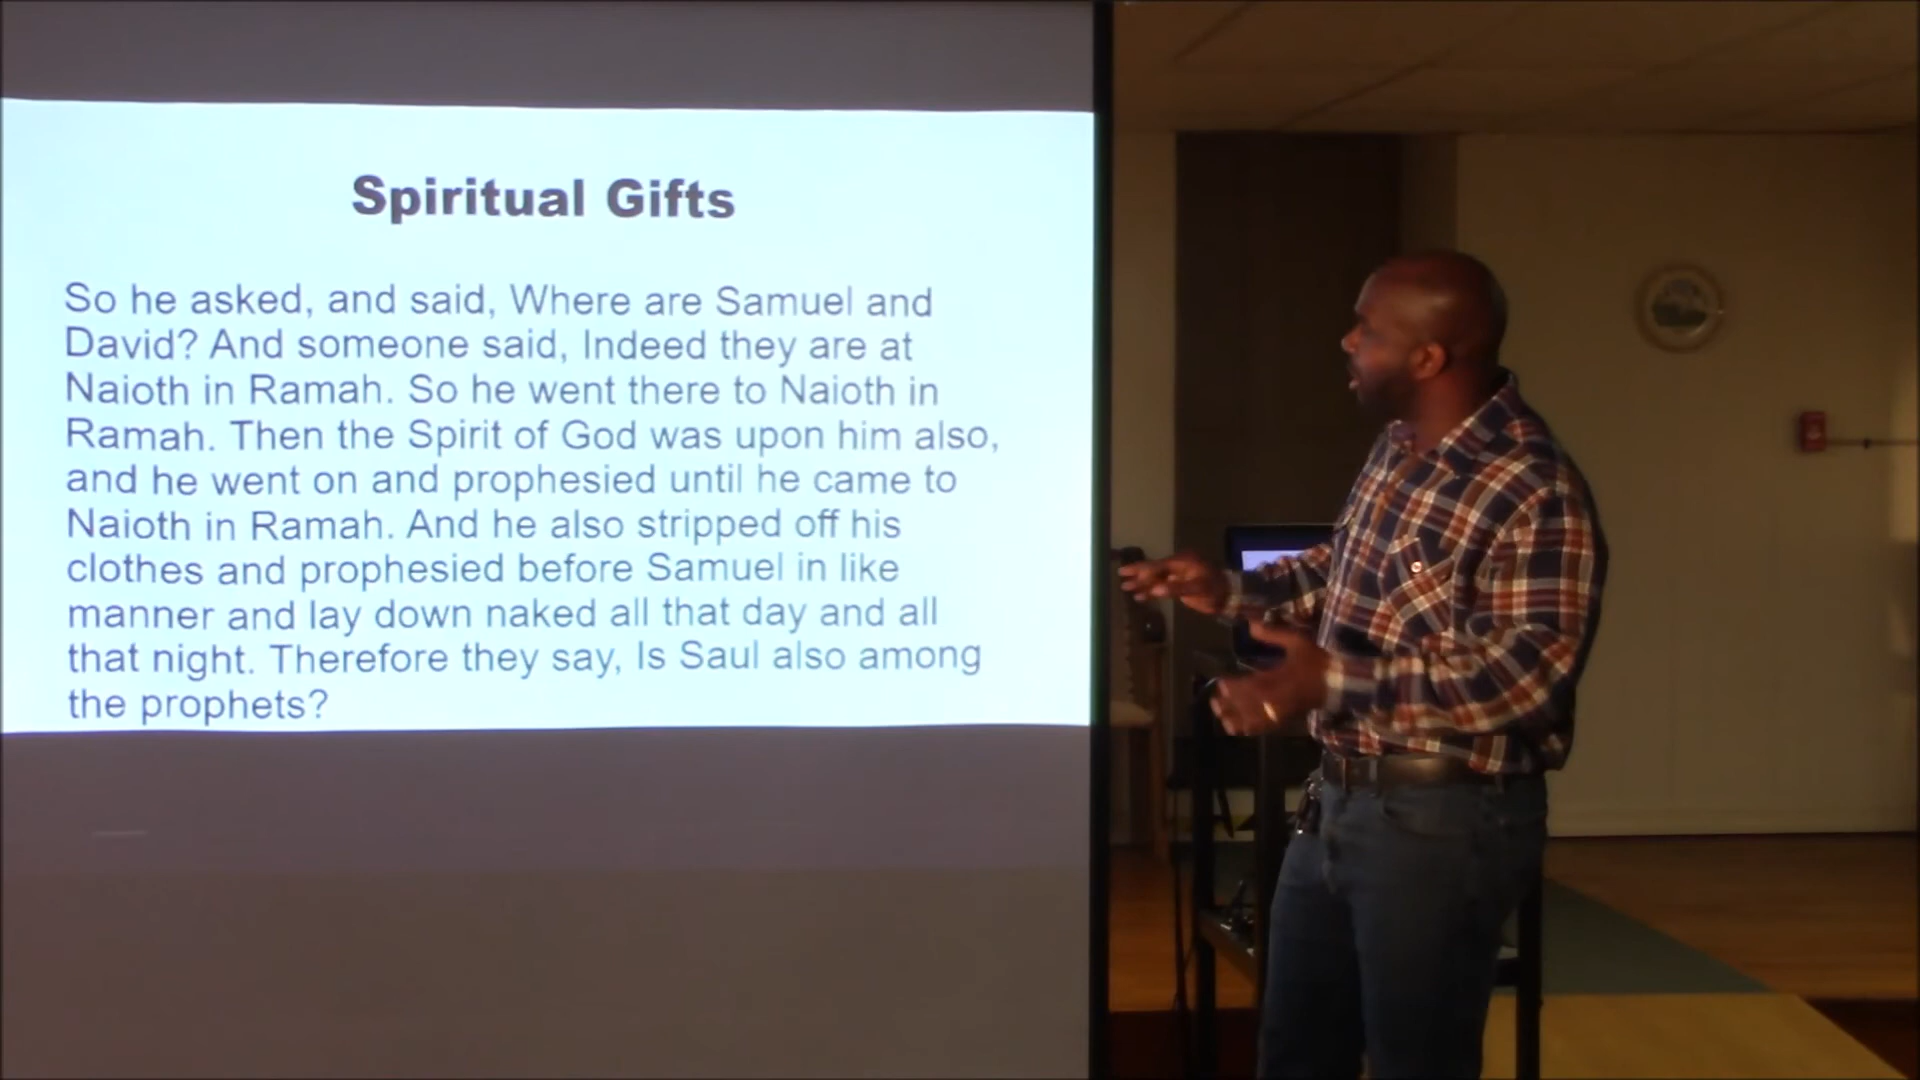 Spiritual Gifts
So he asked, and said, Where are Samuel and
David? And someone said, Indeed they are at
Naioth in Ramah. So he went there to Naioth in
Ramah. Then the Spirit of God was upon him also,
and he went on and prophesied until he came to
Naioth in Ramah. And he also stripped off his
clothes and prophesied before Samuel in like
manner and lay down naked all that day and all
that night. Therefore they say, Is Saul also among
the prophets?